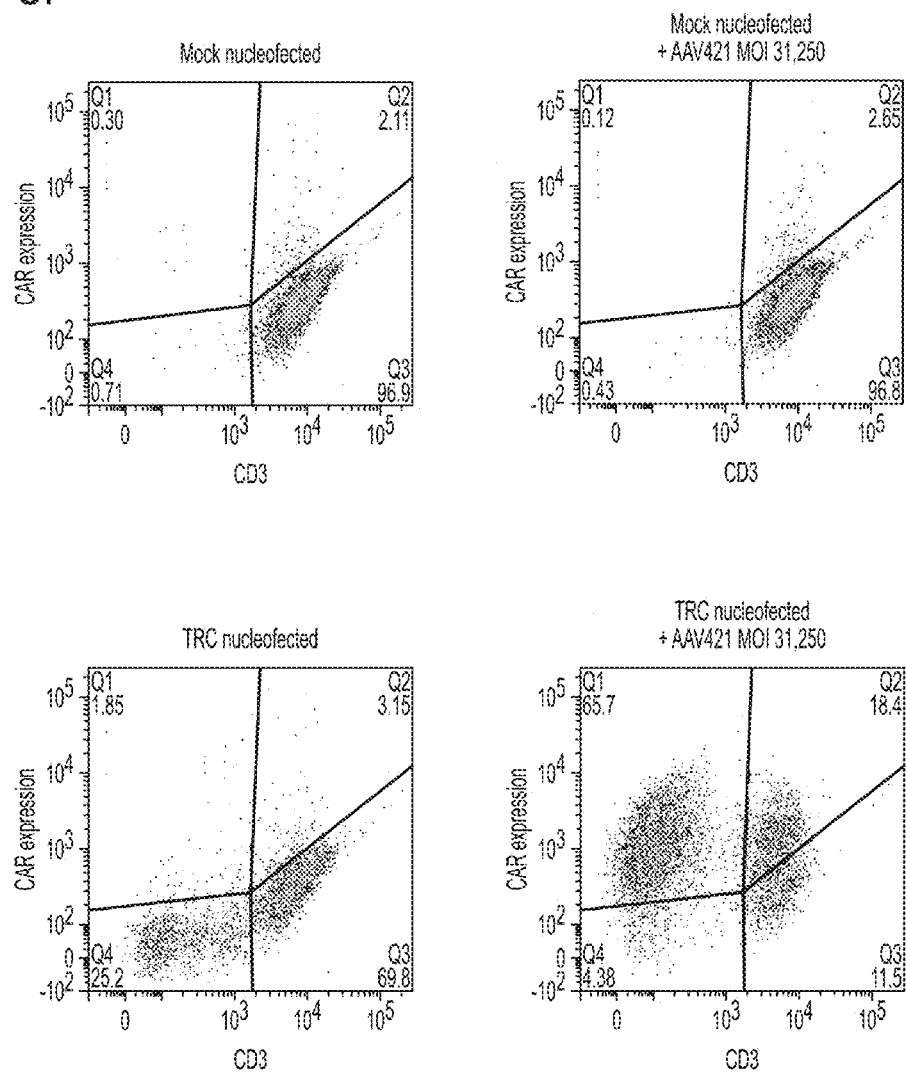 Mock nucleofected
Q1
0.30
Q2
2.11
10^5
10^4
10^3
10^2
0
-10^2
CAR expression
Q4
0.71
Q3
96.9
0
10^3
10^4
10^5
CD3
Mock nucleofected
+ AAV421 MOI 31,250
Q1
0.12
Q2
2.65
10^5
10^4
10^3
10^2
0
-10^2
CAR expression
Q4
0.43
Q3
96.8
0
10^3
10^4
10^5
CD3
TRC nucleofected
Q1
1.85
Q2
3.15
10^5
10^4
10^3
10^2
0
-10^2
CAR expression
Q4
25.2
Q3
69.8
0
10^3
10^4
10^5
CD3
TRC nucleofected
+ AAV421 MOI 31,250
Q1
65.7
Q2
18.4
10^5
10^4
10^3
10^2
0
-10^2
CAR expression
Q4
4.38
Q3
11.5
0
10^3
10^4
10^5
CD3